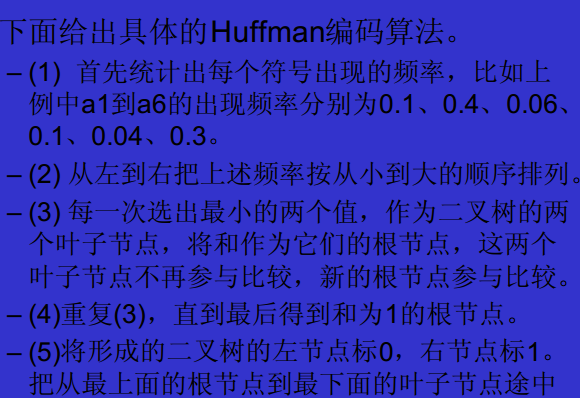 下面给出具体的Huffman编码算法。
– (1) 首先统计出每个符号出现的频率，比如上
例中a1到a6的出现频率分别为0.1、0.4、0.06、
0.1、0.04、0.3。
– (2) 从左到右把上述频率按从小到大的顺序排列。
– (3) 每一次选出最小的两个值，作为二叉树的两
个叶子节点，将和作为它们的根节点，这两个
叶子节点不再参与比较，新的根节点参与比较。
– (4)重复(3)，直到最后得到和为1的根节点。
– (5)将形成的二叉树的左节点标0，右节点标1。
把从最上面的根节点到最下面的叶子节点途中